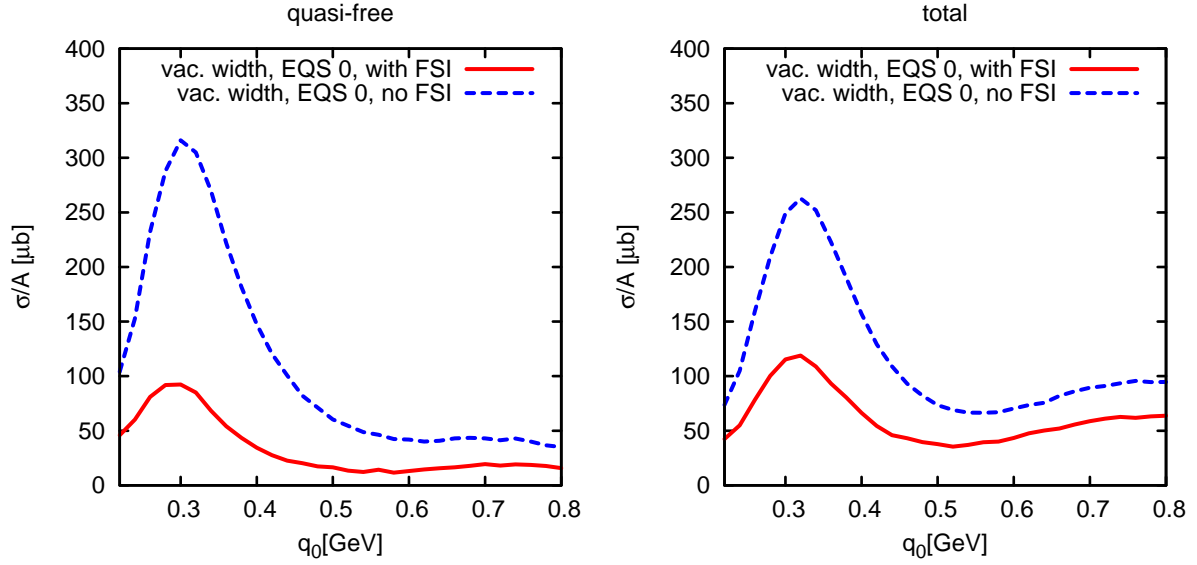 quasi-free
400
350
300
250
200
150
100
50
0
σ/A [μb]
vac. width, EQS 0, with FSI
vac. width, EQS 0, no FSI
0.3 0.4 0.5 0.6 0.7 0.8
q0[GeV]
total
400
350
300
250
200
150
100
50
0
σ/A [μb]
vac. width, EQS 0, with FSI
vac. width, EQS 0, no FSI
0.3 0.4 0.5 0.6 0.7 0.8
q0[GeV]